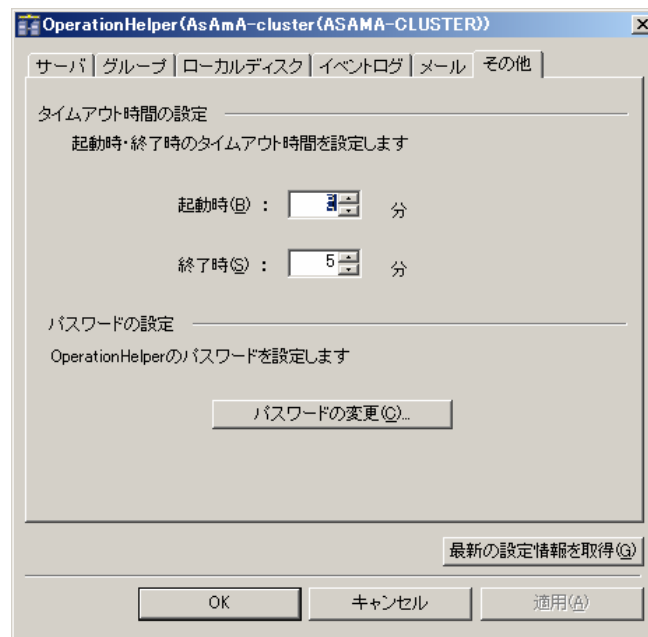 OperationHelper(AsAmA-cluster(ASAMA-CLUSTER))
サーバ グループ ローカルディスク イベントログ メール その他
タイムアウト時間の設定
起動時・終了時のタイムアウト時間を設定します
起動時(B) : 分
終了時(S) : 5 分
パスワードの設定
OperationHelperのパスワードを設定します
パスワードの変更(C)...
最新の設定情報を取得(G)
OK キャンセル 適用(A)